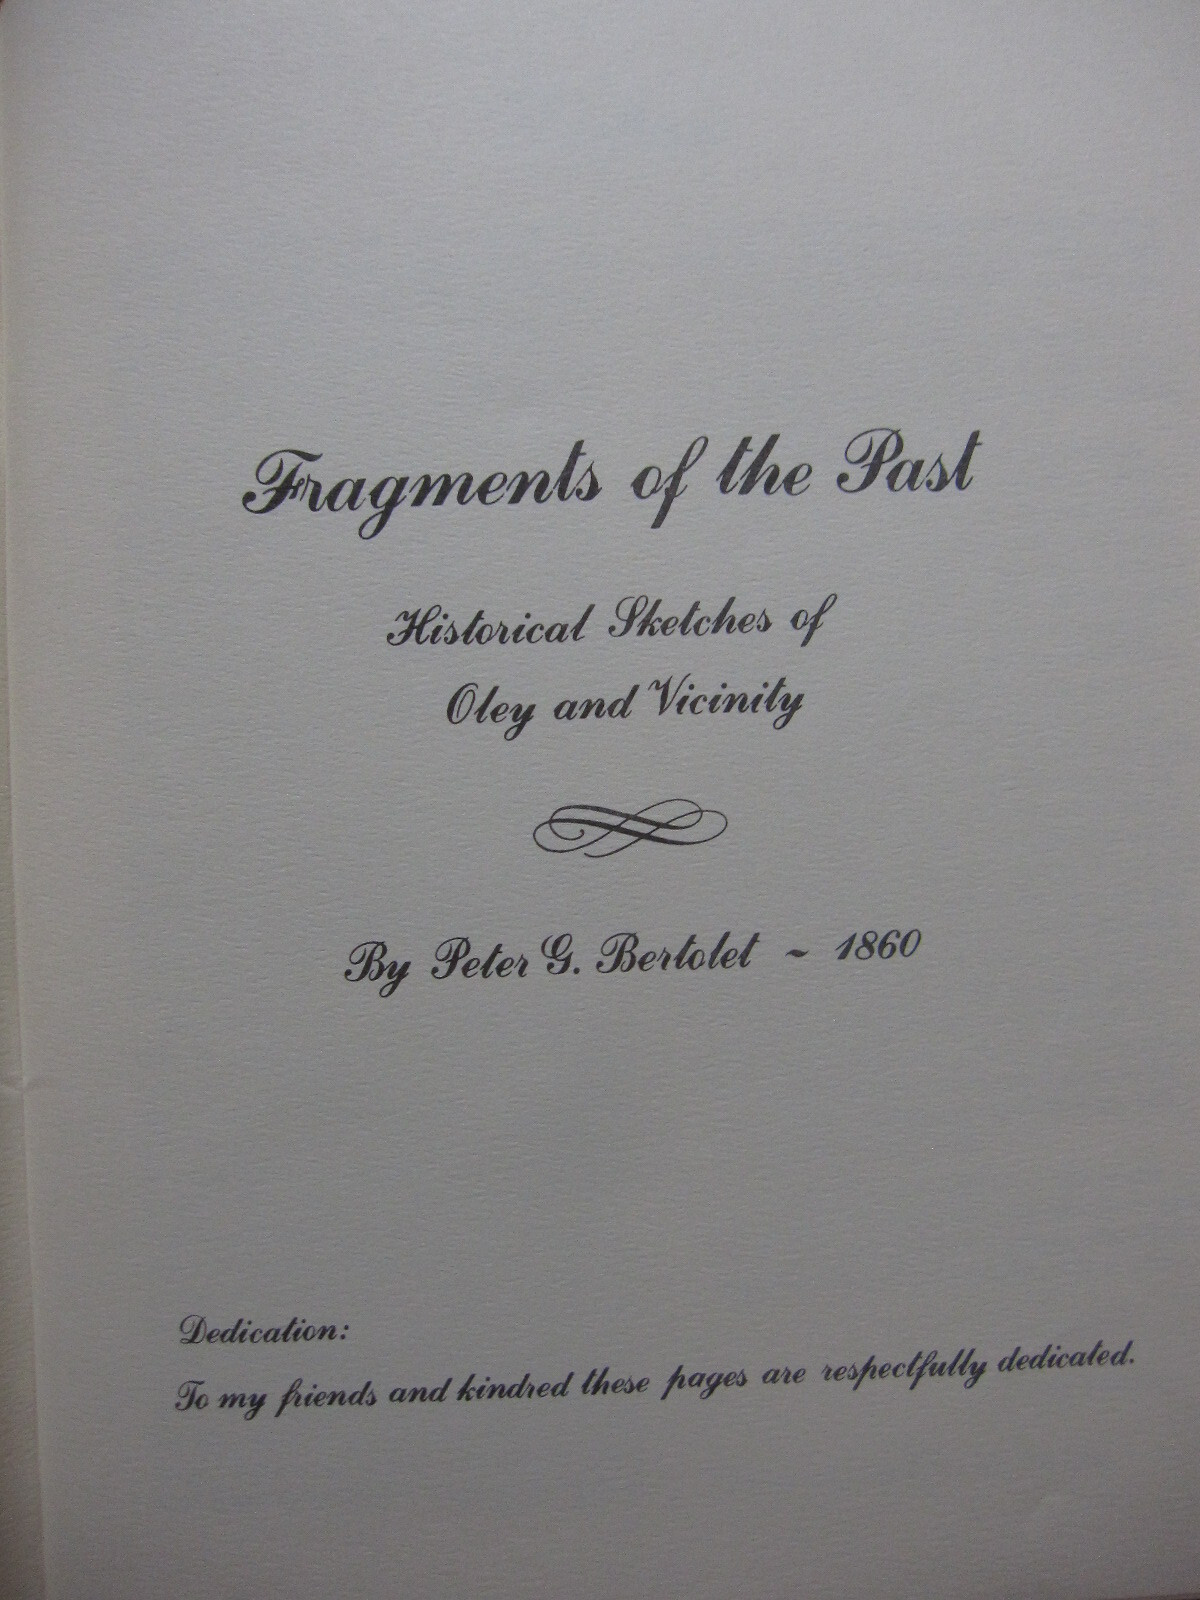 Fragments of the Past
Historical Sketches of
Oley and Vicinity
By Peter G. Bertolet ~ 1860
Dedication:
To my friends and kindred these pages are respectfully dedicated.